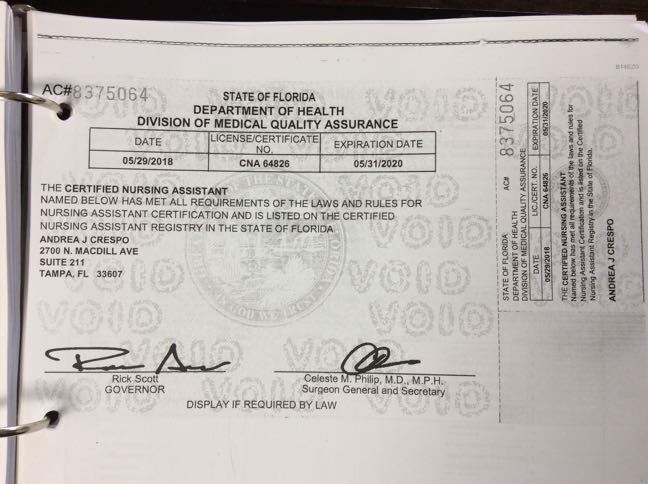 B14620
AC# 8375064
STATE OF FLORIDA
DEPARTMENT OF HEALTH
DIVISION OF MEDICAL QUALITY ASSURANCE
DATE LICENSE/CERTIFICATE NO. EXPIRATION DATE
05/29/2018 CNA 64826 05/31/2020
THE CERTIFIED NURSING ASSISTANT
NAMED BELOW HAS MET ALL REQUIREMENTS OF THE LAWS AND RULES FOR
NURSING ASSISTANT CERTIFICATION AND IS LISTED ON THE CERTIFIED
NURSING ASSISTANT REGISTRY IN THE STATE OF FLORIDA
ANDREA J CRESPO
2700 N. MACDILL AVE
SUITE 211
TAMPA, FL 33607
Rick Scott
GOVERNOR
Celeste M. Philip, M.D., M.P.H.
Surgeon General and Secretary
DISPLAY IF REQUIRED BY LAW
VOID
AC# 8375064
STATE OF FLORIDA
DEPARTMENT OF HEALTH
DIVISION OF MEDICAL QUALITY ASSURANCE
DATE LIC/CERT. NO. EXPIRATION DATE
05/29/2018 CNA 64826 05/31/2020
THE CERTIFIED NURSING ASSISTANT
Named below has met all requirements of the laws and rules for
Nursing Assistant Certification and is listed on the Certified
Nursing Assistant Registry in the State of Florida.
ANDREA J CRESPO